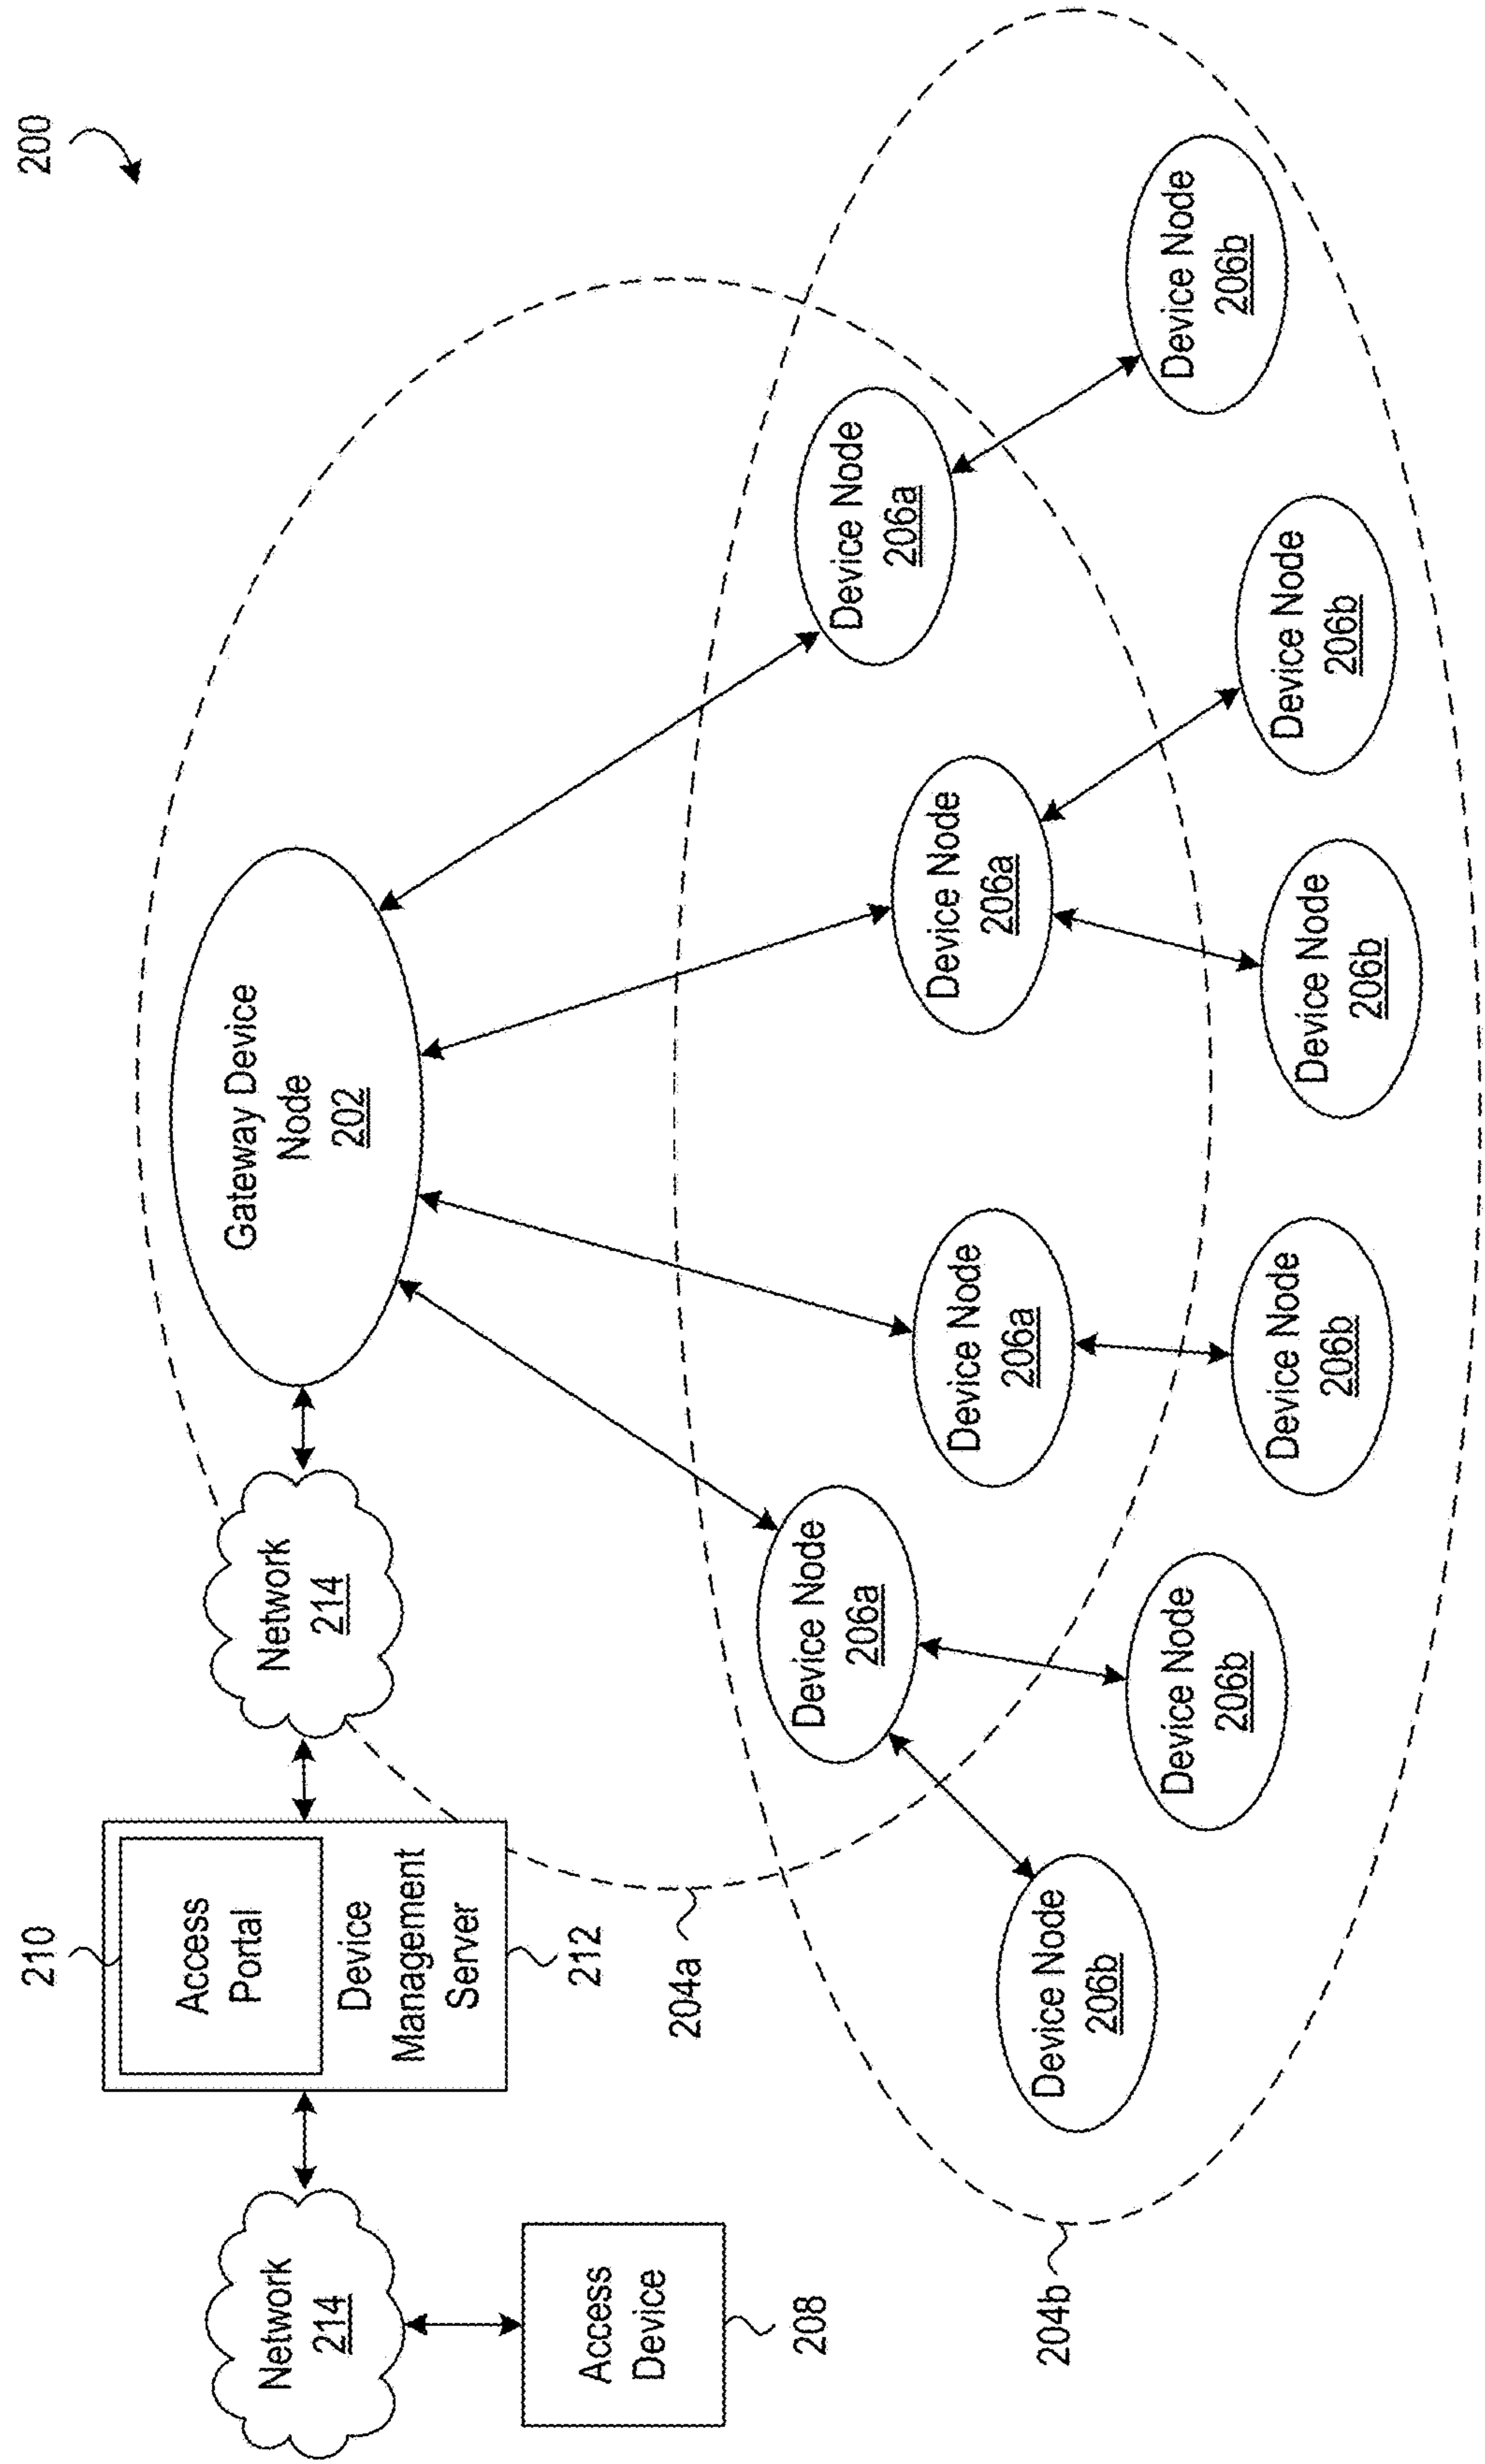 200
210
Access
Portal
Device
Management
Server
212
Network
214
Gateway Device
Node
202
Network
214
Access
Device
208
204a
204b
Device Node
206a
Device Node
206a
Device Node
206a
Device Node
206a
Device Node
206b
Device Node
206b
Device Node
206b
Device Node
206b
Device Node
206b
Device Node
206b